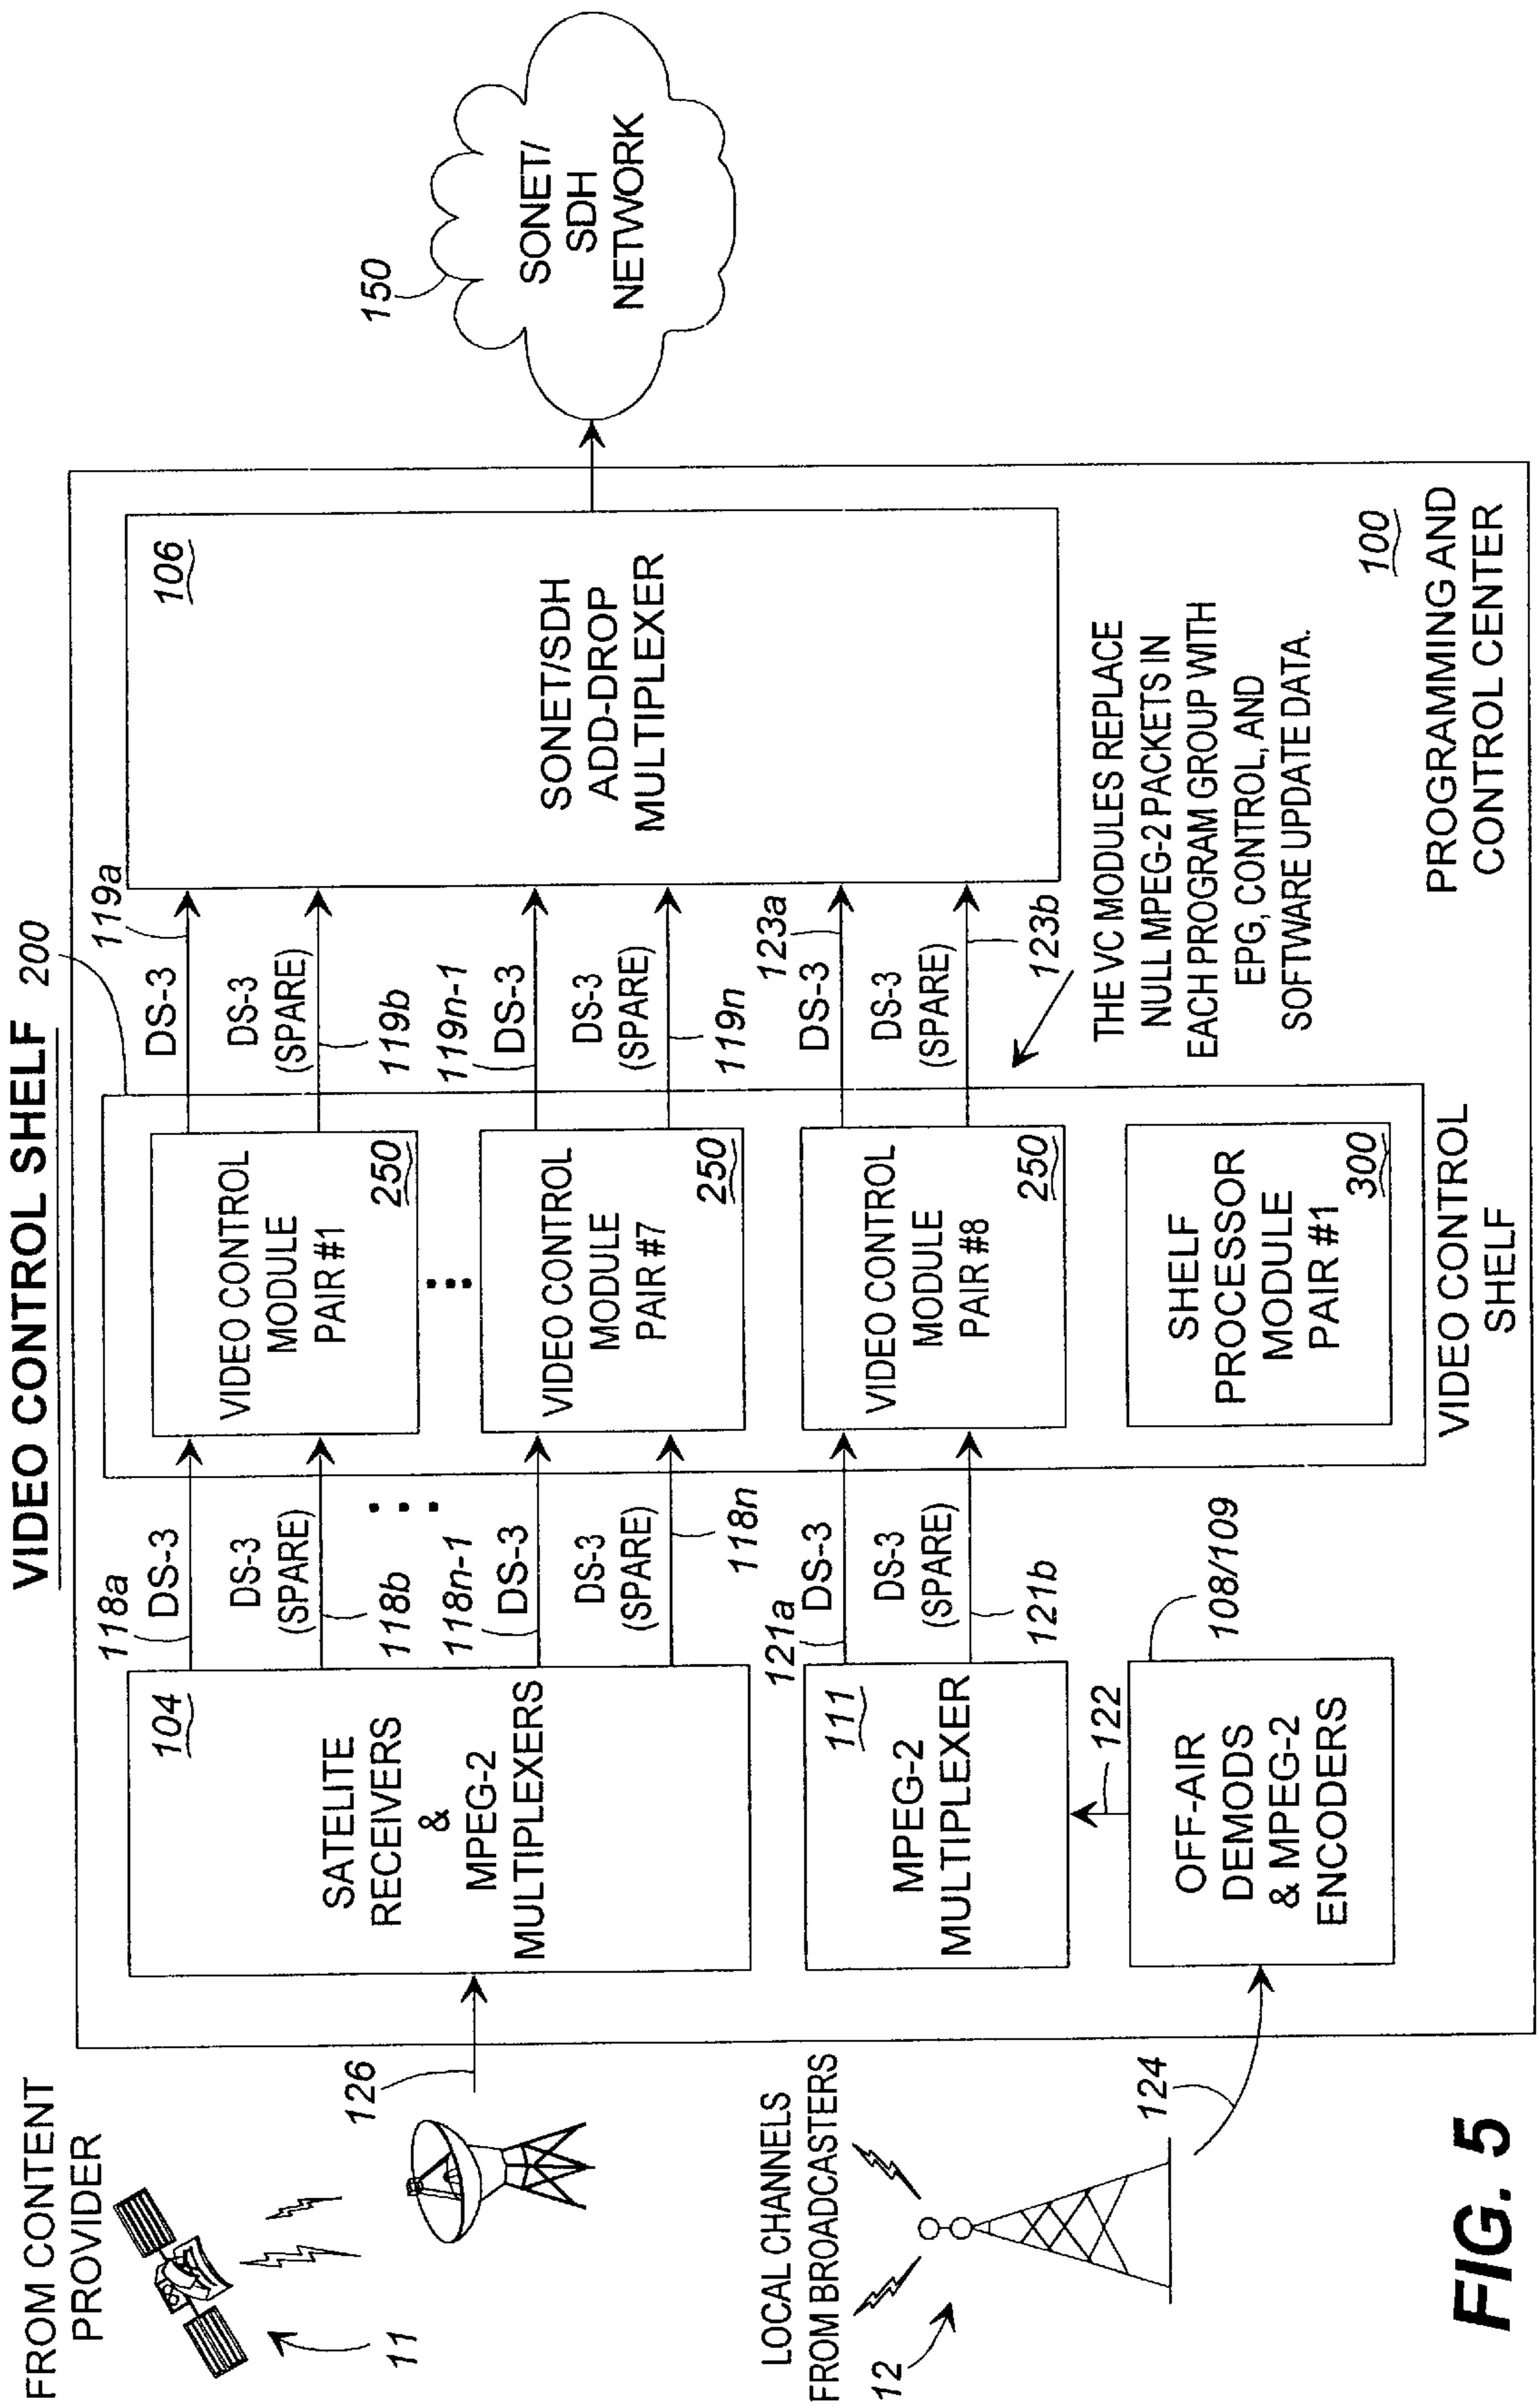 VIDEO CONTROL SHELF
FROM CONTENT
PROVIDER
11
126
LOCAL CHANNELS
FROM BROADCASTERS
12
124
104
SATELITE
RECEIVERS
&
MPEG-2
MULTIPLEXERS
111
MPEG-2
MULTIPLEXER
122
OFF-AIR
DEMODS
& MPEG-2
ENCODERS
108/109
118a
DS-3
DS-3
(SPARE)
118b
118n-1
DS-3
DS-3
(SPARE)
118n
121a
DS-3
DS-3
(SPARE)
121b
200
VIDEO CONTROL
MODULE
PAIR #1
250
VIDEO CONTROL
MODULE
PAIR #7
250
VIDEO CONTROL
MODULE
PAIR #8
250
SHELF
PROCESSOR
MODULE
PAIR #1
300
VIDEO CONTROL
SHELF
119a
DS-3
DS-3
(SPARE)
119b
119n-1
DS-3
DS-3
(SPARE)
119n
123a
DS-3
DS-3
(SPARE)
123b
THE VC MODULES REPLACE
NULL MPEG-2 PACKETS IN
EACH PROGRAM GROUP WITH
EPG, CONTROL, AND
SOFTWARE UPDATE DATA.
106
SONET/SDH
ADD-DROP
MULTIPLEXER
100
PROGRAMMING AND
CONTROL CENTER
150
SONET/
SDH
NETWORK
FIG. 5